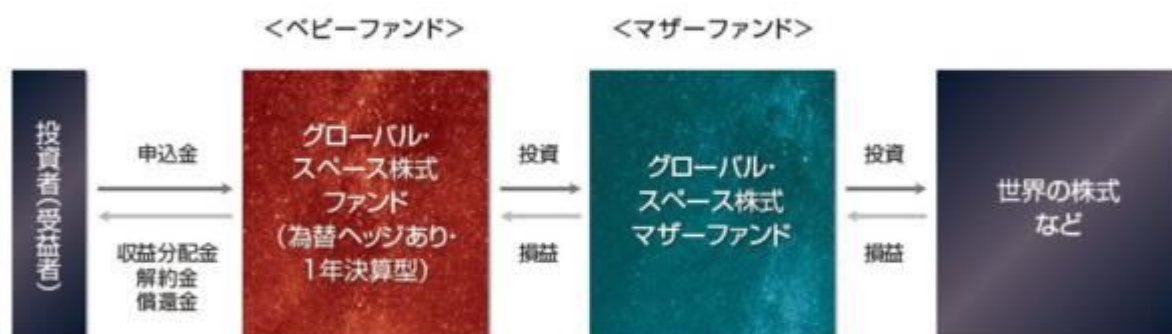 <ベビーファンド>
<マザーファンド>
投資者(受益者)
申込金
収益分配金
解約金
償還金
グローバル・
スペース株式
ファンド
(為替ヘッジあり・
1年決算型)
投資
損益
グローバル・
スペース株式
マザーファンド
投資
損益
世界の株式
など